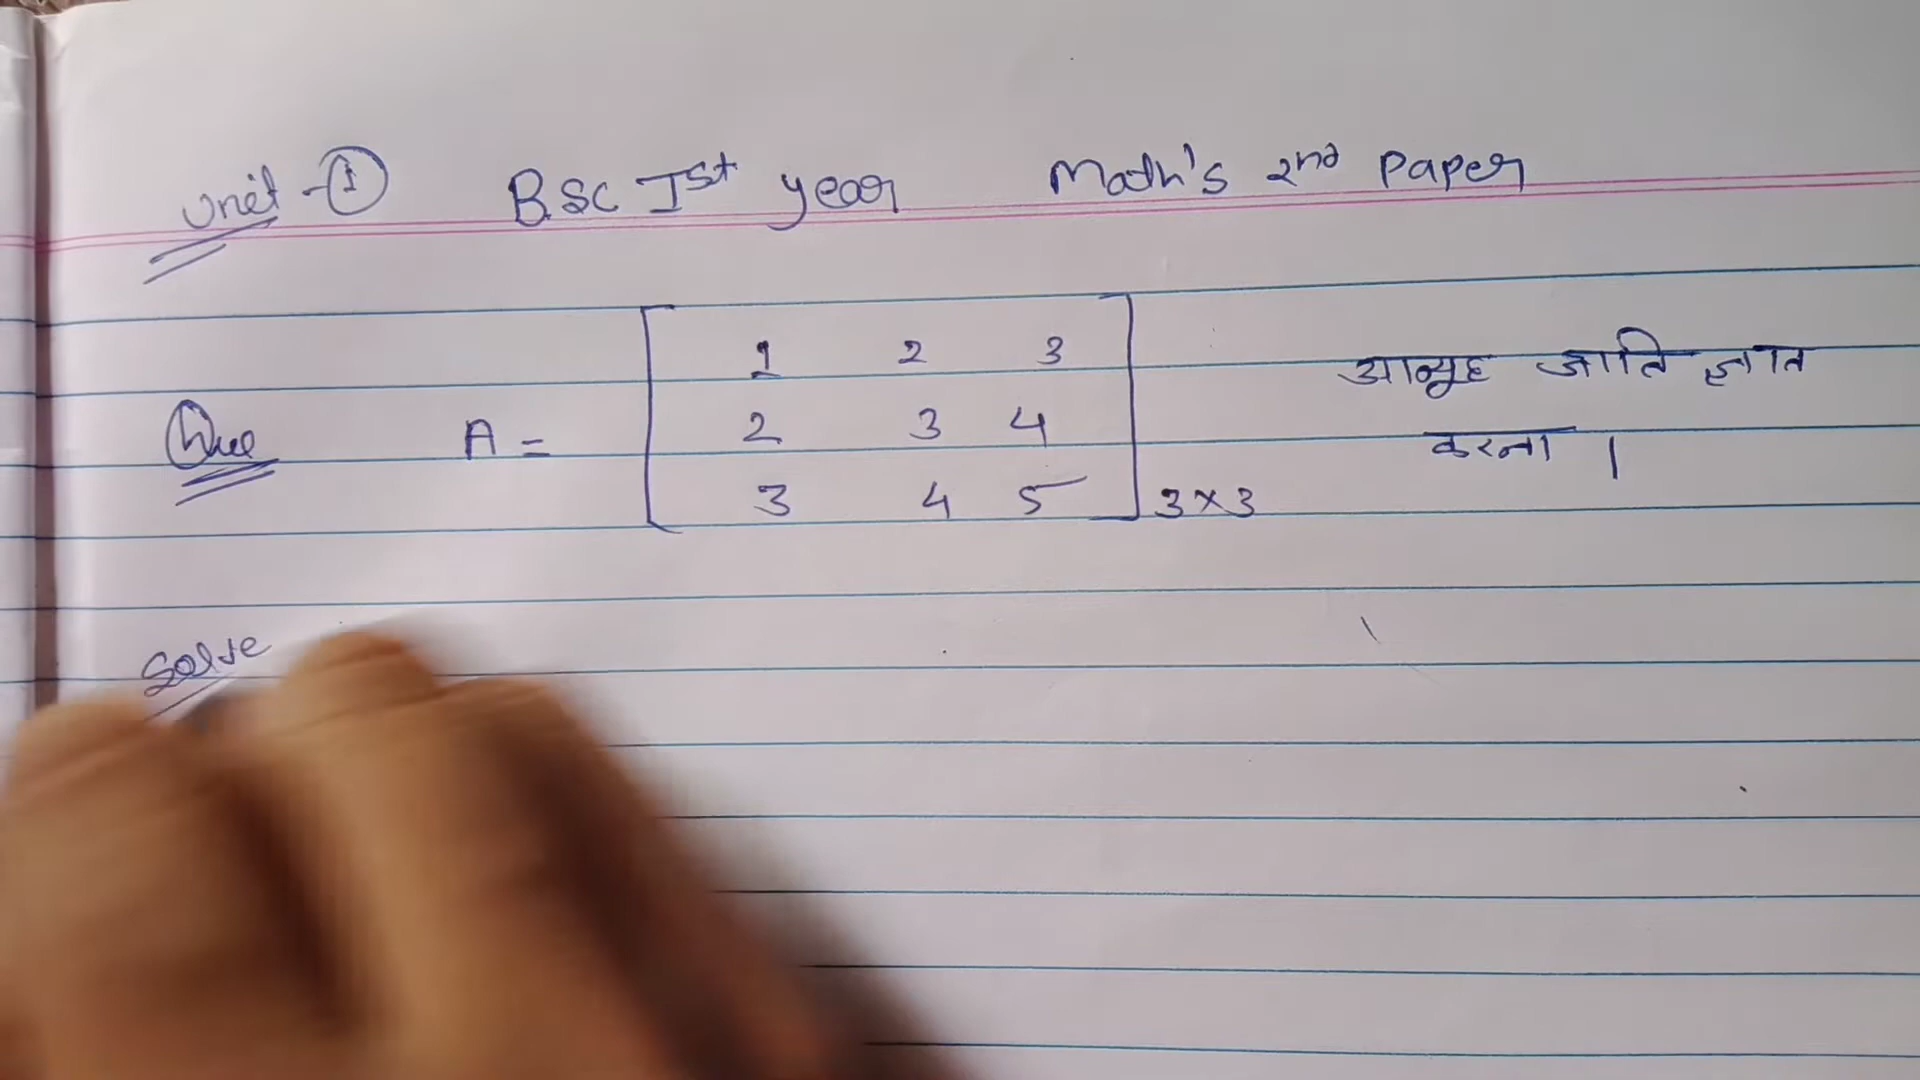 Unit - 1 BSC Ist year Math's 2nd Paper
1 2 3
Que A = 2 3 4
3 4 5 3×3
आव्यूह जाति ज्ञात
करना ।
Solve